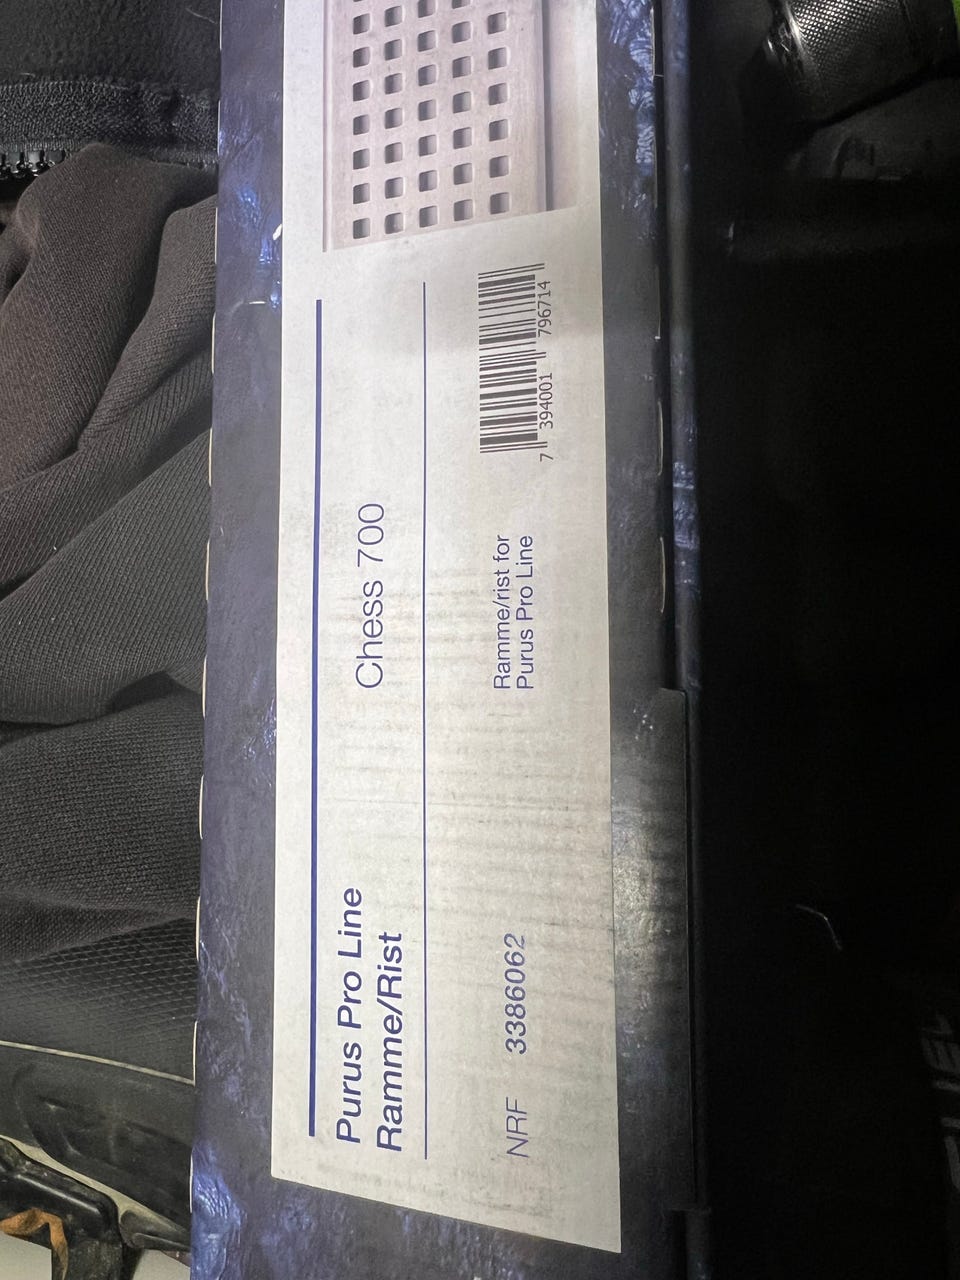 Purus Pro Line
Ramme/Rist
Chess 700
NRF 3386062
Ramme/rist for
Purus Pro Line
7 394001 796714